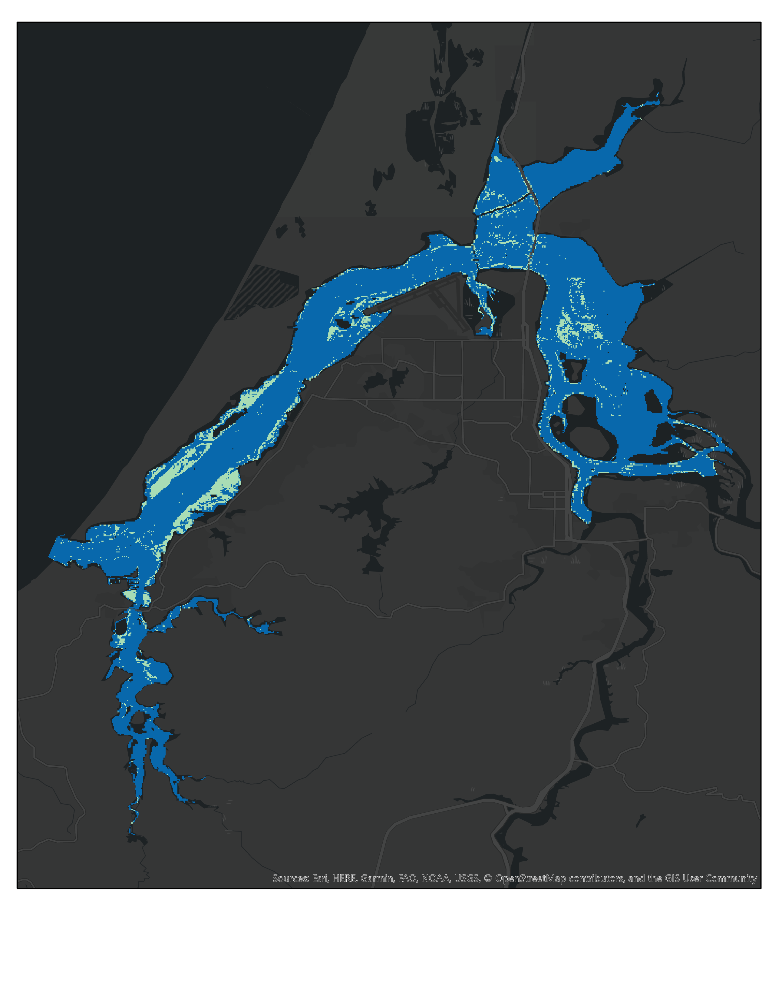 Sources: Esri, HERE, Garmin, FAO, NOAA, USGS, © OpenStreetMap contributors, and the GIS User Community